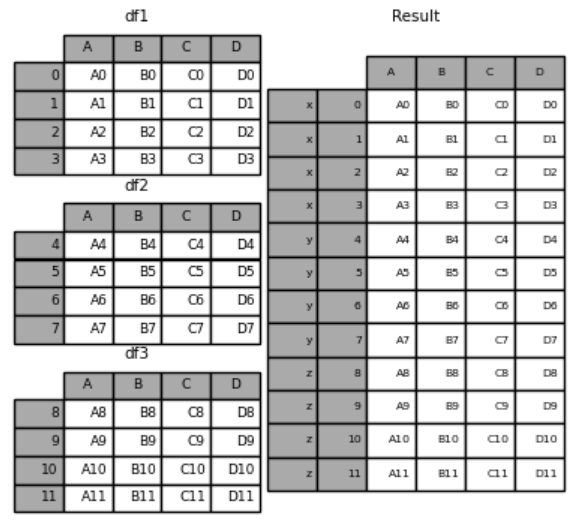 df1
A B C D
0 A0 B0 C0 D0
1 A1 B1 C1 D1
2 A2 B2 C2 D2
3 A3 B3 C3 D3
df2
A B C D
4 A4 B4 C4 D4
5 A5 B5 C5 D5
6 A6 B6 C6 D6
7 A7 B7 C7 D7
df3
A B C D
8 A8 B8 C8 D8
9 A9 B9 C9 D9
10 A10 B10 C10 D10
11 A11 B11 C11 D11
Result
A B C D
x 0 A0 B0 C0 D0
x 1 A1 B1 C1 D1
x 2 A2 B2 C2 D2
x 3 A3 B3 C3 D3
y 4 A4 B4 C4 D4
y 5 A5 B5 C5 D5
y 6 A6 B6 C6 D6
y 7 A7 B7 C7 D7
z 8 A8 B8 C8 D8
z 9 A9 B9 C9 D9
z 10 A10 B10 C10 D10
z 11 A11 B11 C11 D11